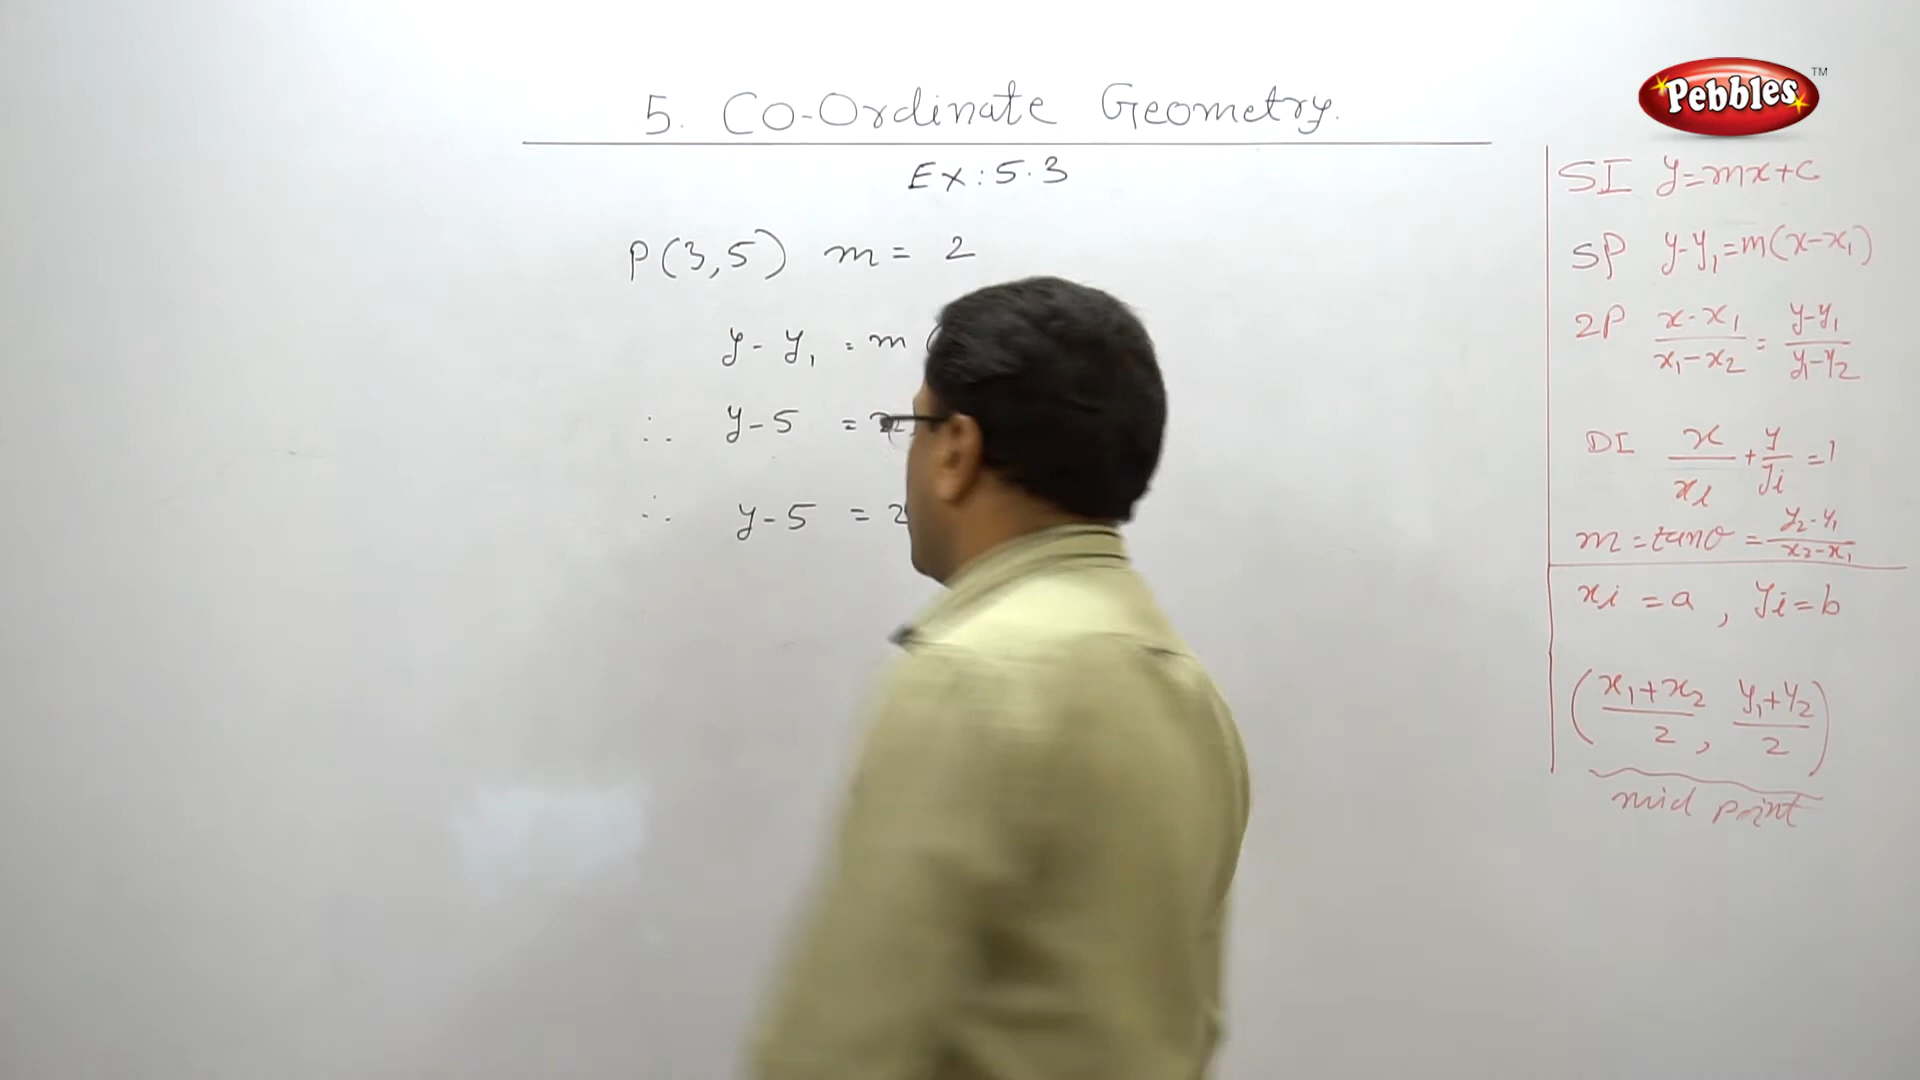 5. Co-Ordinate Geometry.
Ex: 5.3
P(3,5) m = 2
y - y₁ = m (
∴ y - 5 =
∴ y - 5 = 2
Pebbles™
SI y=mx+c
SP y-y₁=m(x-x₁)
2P x-x₁/x₁-x₂ = y-y₁/y₁-y₂
DI x/xi + y/yi = 1
m = tanθ = y₂-y₁/x₂-x₁
xi = a, yi = b
(x₁+x₂/2, y₁+y₂/2)
mid point